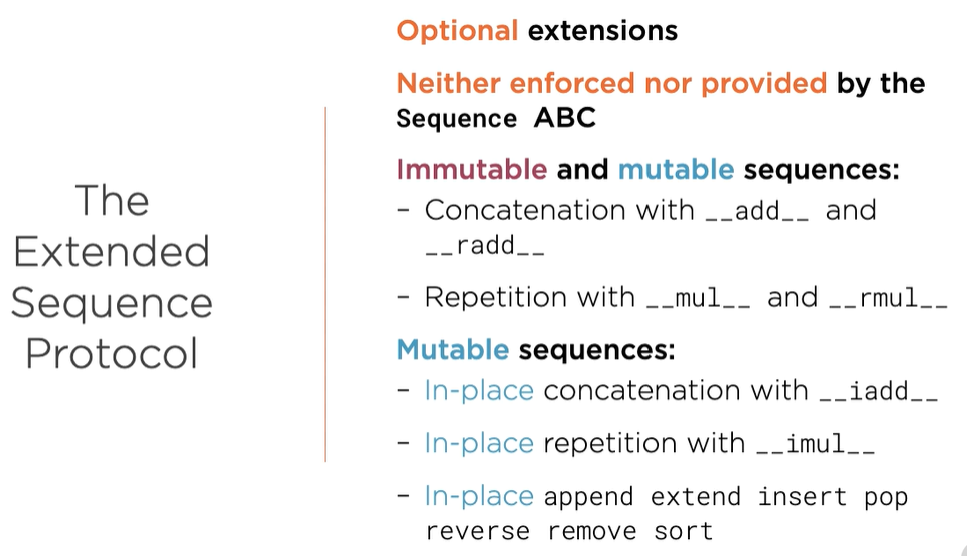 The
Extended
Sequence
Protocol
Optional extensions
Neither enforced nor provided by the
Sequence ABC
Immutable and mutable sequences:
– Concatenation with __add__ and
__radd__
– Repetition with __mul__ and __rmul__
Mutable sequences:
– In-place concatenation with __iadd__
– In-place repetition with __imul__
– In-place append extend insert pop
reverse remove sort